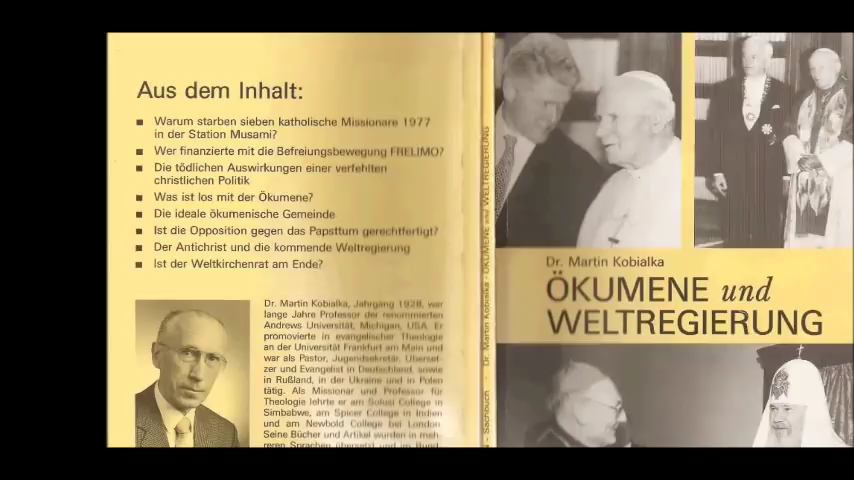 Aus dem Inhalt:
■ Warum starben sieben katholische Missionare 1977
in der Station Musami?
■ Wer finanzierte mit die Befreiungsbewegung FRELIMO?
■ Die tödlichen Auswirkungen einer verfehlten
christlichen Politik
■ Was ist los mit der Ökumene?
■ Die ideale ökumenische Gemeinde
■ Ist die Opposition gegen das Papsttum gerechtfertigt?
■ Der Antichrist und die kommende Weltregierung
■ Ist der Weltkirchenrat am Ende?
Dr. Martin Kobialka, Jahrgang 1928, war
lange Jahre Professor der renommierten
Andrews Universität, Michigan, USA. Er
promovierte in evangelischer Theologie
an der Universität Frankfurt am Main und
war als Pastor, Jugendsekretär, Überset-
zer und Evangelist in Deutschland, sowie
in Rußland, in der Ukraine und in Polen
tätig. Als Missionar und Professor für
Theologie lehrte er am Solusi College in
Simbabwe, am Spicer College in Indien
und am Newbold College bei London
Seine Bücher und Artikel wurden in meh-
reren Sprachen übersetzt und im Rund-
Sachbuch · Dr. Martin Kobialka · ÖKUMENE und WELTREGIERUNG
Dr. Martin Kobialka
ÖKUMENE und
WELTREGIERUNG